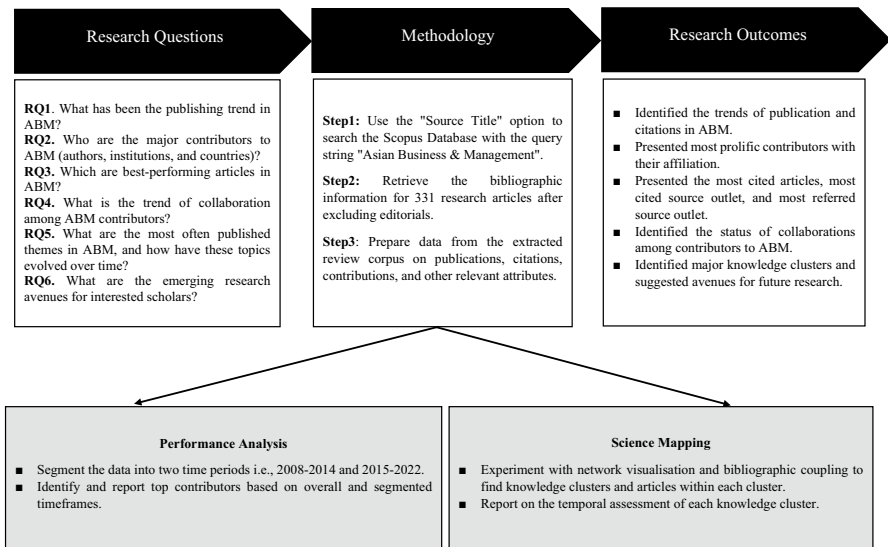 Research Questions
Methodology
Research Outcomes
RQ1. What has been the publishing trend in
ABM?
RQ2. Who are the major contributors to
ABM (authors, institutions, and countries)?
RQ3. Which are best-performing articles in
ABM?
RQ4. What is the trend of collaboration
among ABM contributors?
RQ5. What are the most often published
themes in ABM, and how have these topics
evolved over time?
RQ6. What are the emerging research
avenues for interested scholars?
Step1: Use the "Source Title" option to
search the Scopus Database with the query
string "Asian Business & Management".
Step2: Retrieve the bibliographic
information for 331 research articles after
excluding editorials.
Step3: Prepare data from the extracted
review corpus on publications, citations,
contributions, and other relevant attributes.
■ Identified the trends of publication and
citations in ABM.
■ Presented most prolific contributors with
their affiliation.
■ Presented the most cited articles, most
cited source outlet, and most referred
source outlet.
■ Identified the status of collaborations
among contributors to ABM.
■ Identified major knowledge clusters and
suggested avenues for future research.
Performance Analysis
■ Segment the data into two time periods i.e., 2008-2014 and 2015-2022.
■ Identify and report top contributors based on overall and segmented
timeframes.
Science Mapping
■ Experiment with network visualisation and bibliographic coupling to
find knowledge clusters and articles within each cluster.
■ Report on the temporal assessment of each knowledge cluster.